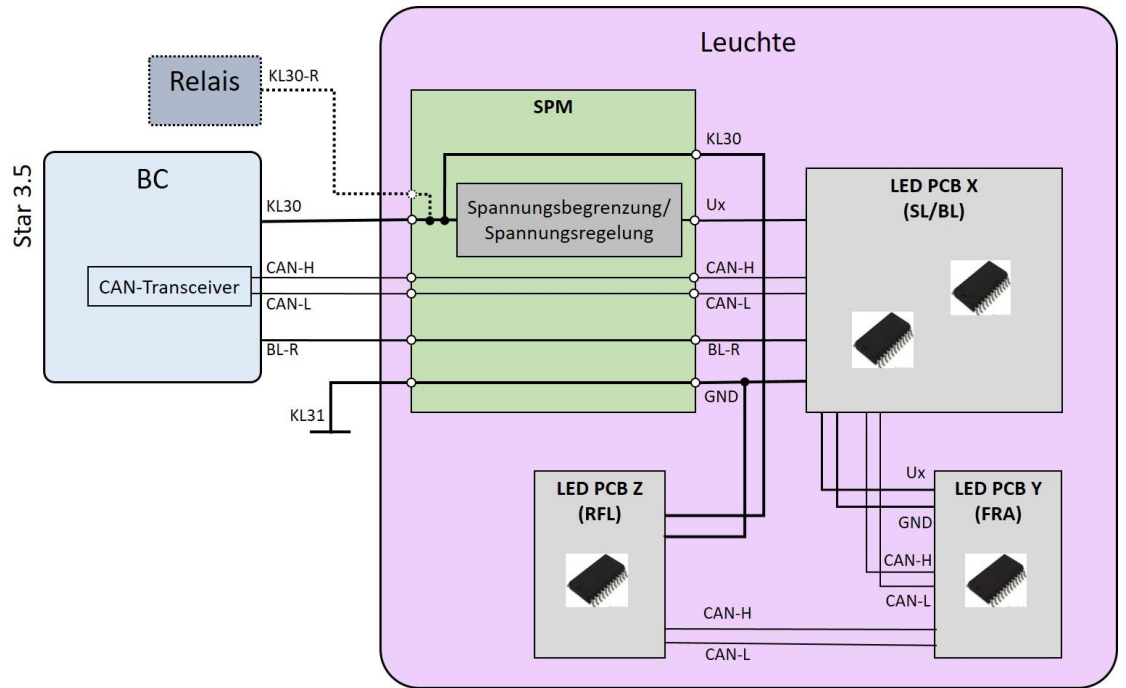 Leuchte
Relais
KL30-R
SPM
KL30
Star 3.5
BC
KL30
Spannungsbegrenzung/
Spannungsregelung
Ux
LED PCB X
(SL/BL)
CAN-Transceiver
CAN-H
CAN-L
CAN-H
CAN-L
BL-R
BL-R
KL31
GND
LED PCB Z
(RFL)
Ux
GND
CAN-H
CAN-L
LED PCB Y
(FRA)
CAN-H
CAN-L